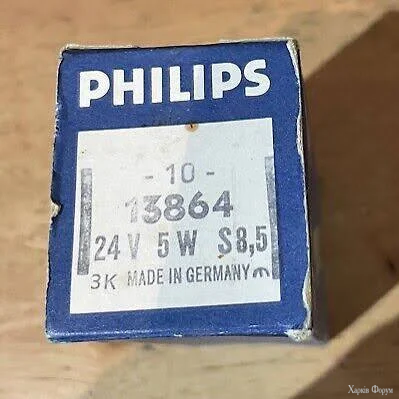 PHILIPS
- 10 -
13864
24 V 5 W S8,5
3K MADE IN GERMANY
Харків Форум